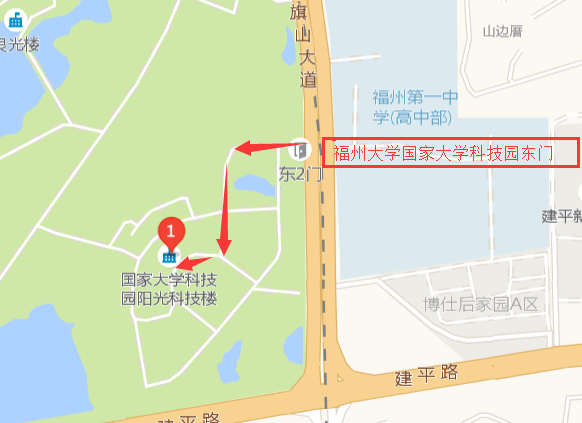 旗山大道
山边厝
良光楼
福州第一中
学(高中部)
福州大学国家大学科技园东门
东2门
建平新
1
国家大学科技
园阳光科技楼
博仕后家园A区
建平路
建平路